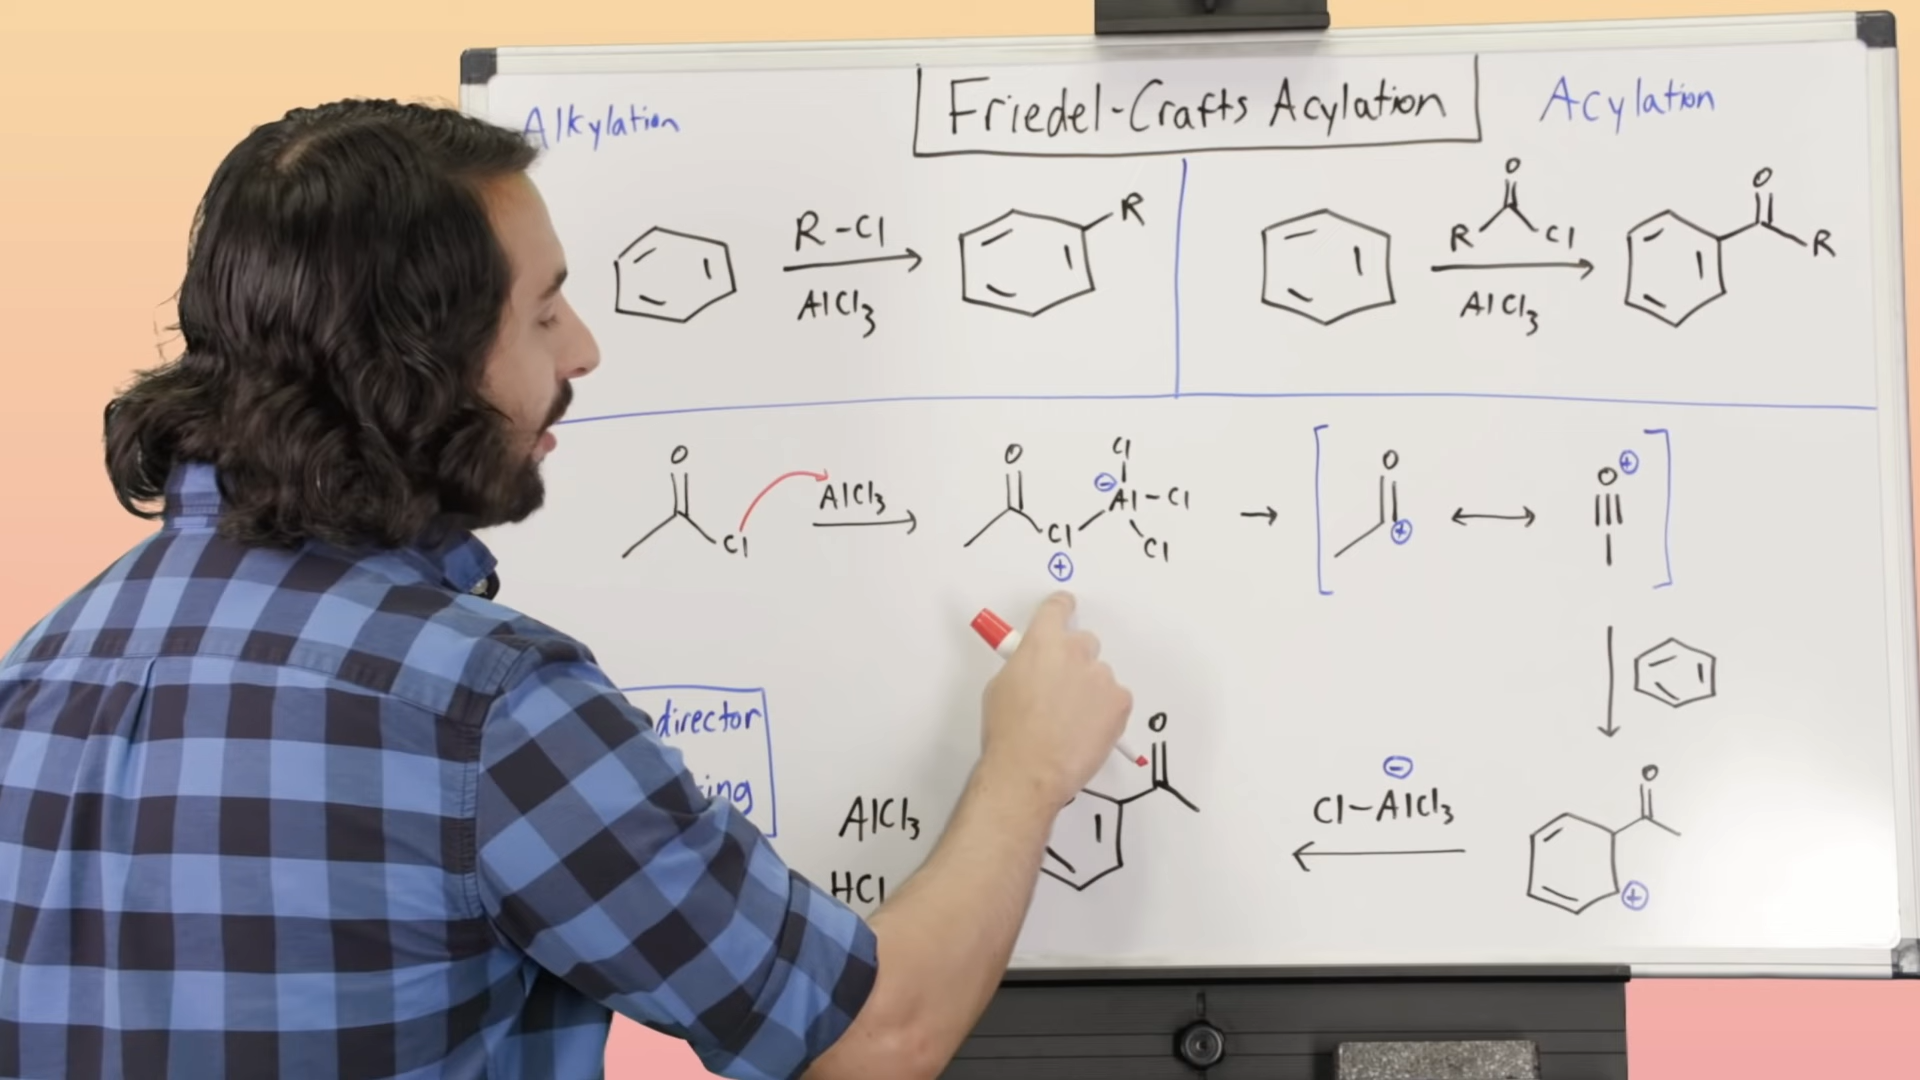 Alkylation
Friedel-Crafts Acylation
Acylation
R-Cl
AlCl3
R
O
R Cl
AlCl3
O
R
O
Cl
AlCl3
O
Cl
⊕
⊖
Cl
Al-Cl
Cl
O
⊕
O⊕
director
AlCl3
HCl
O
⊖
Cl-AlCl3
O
⊕